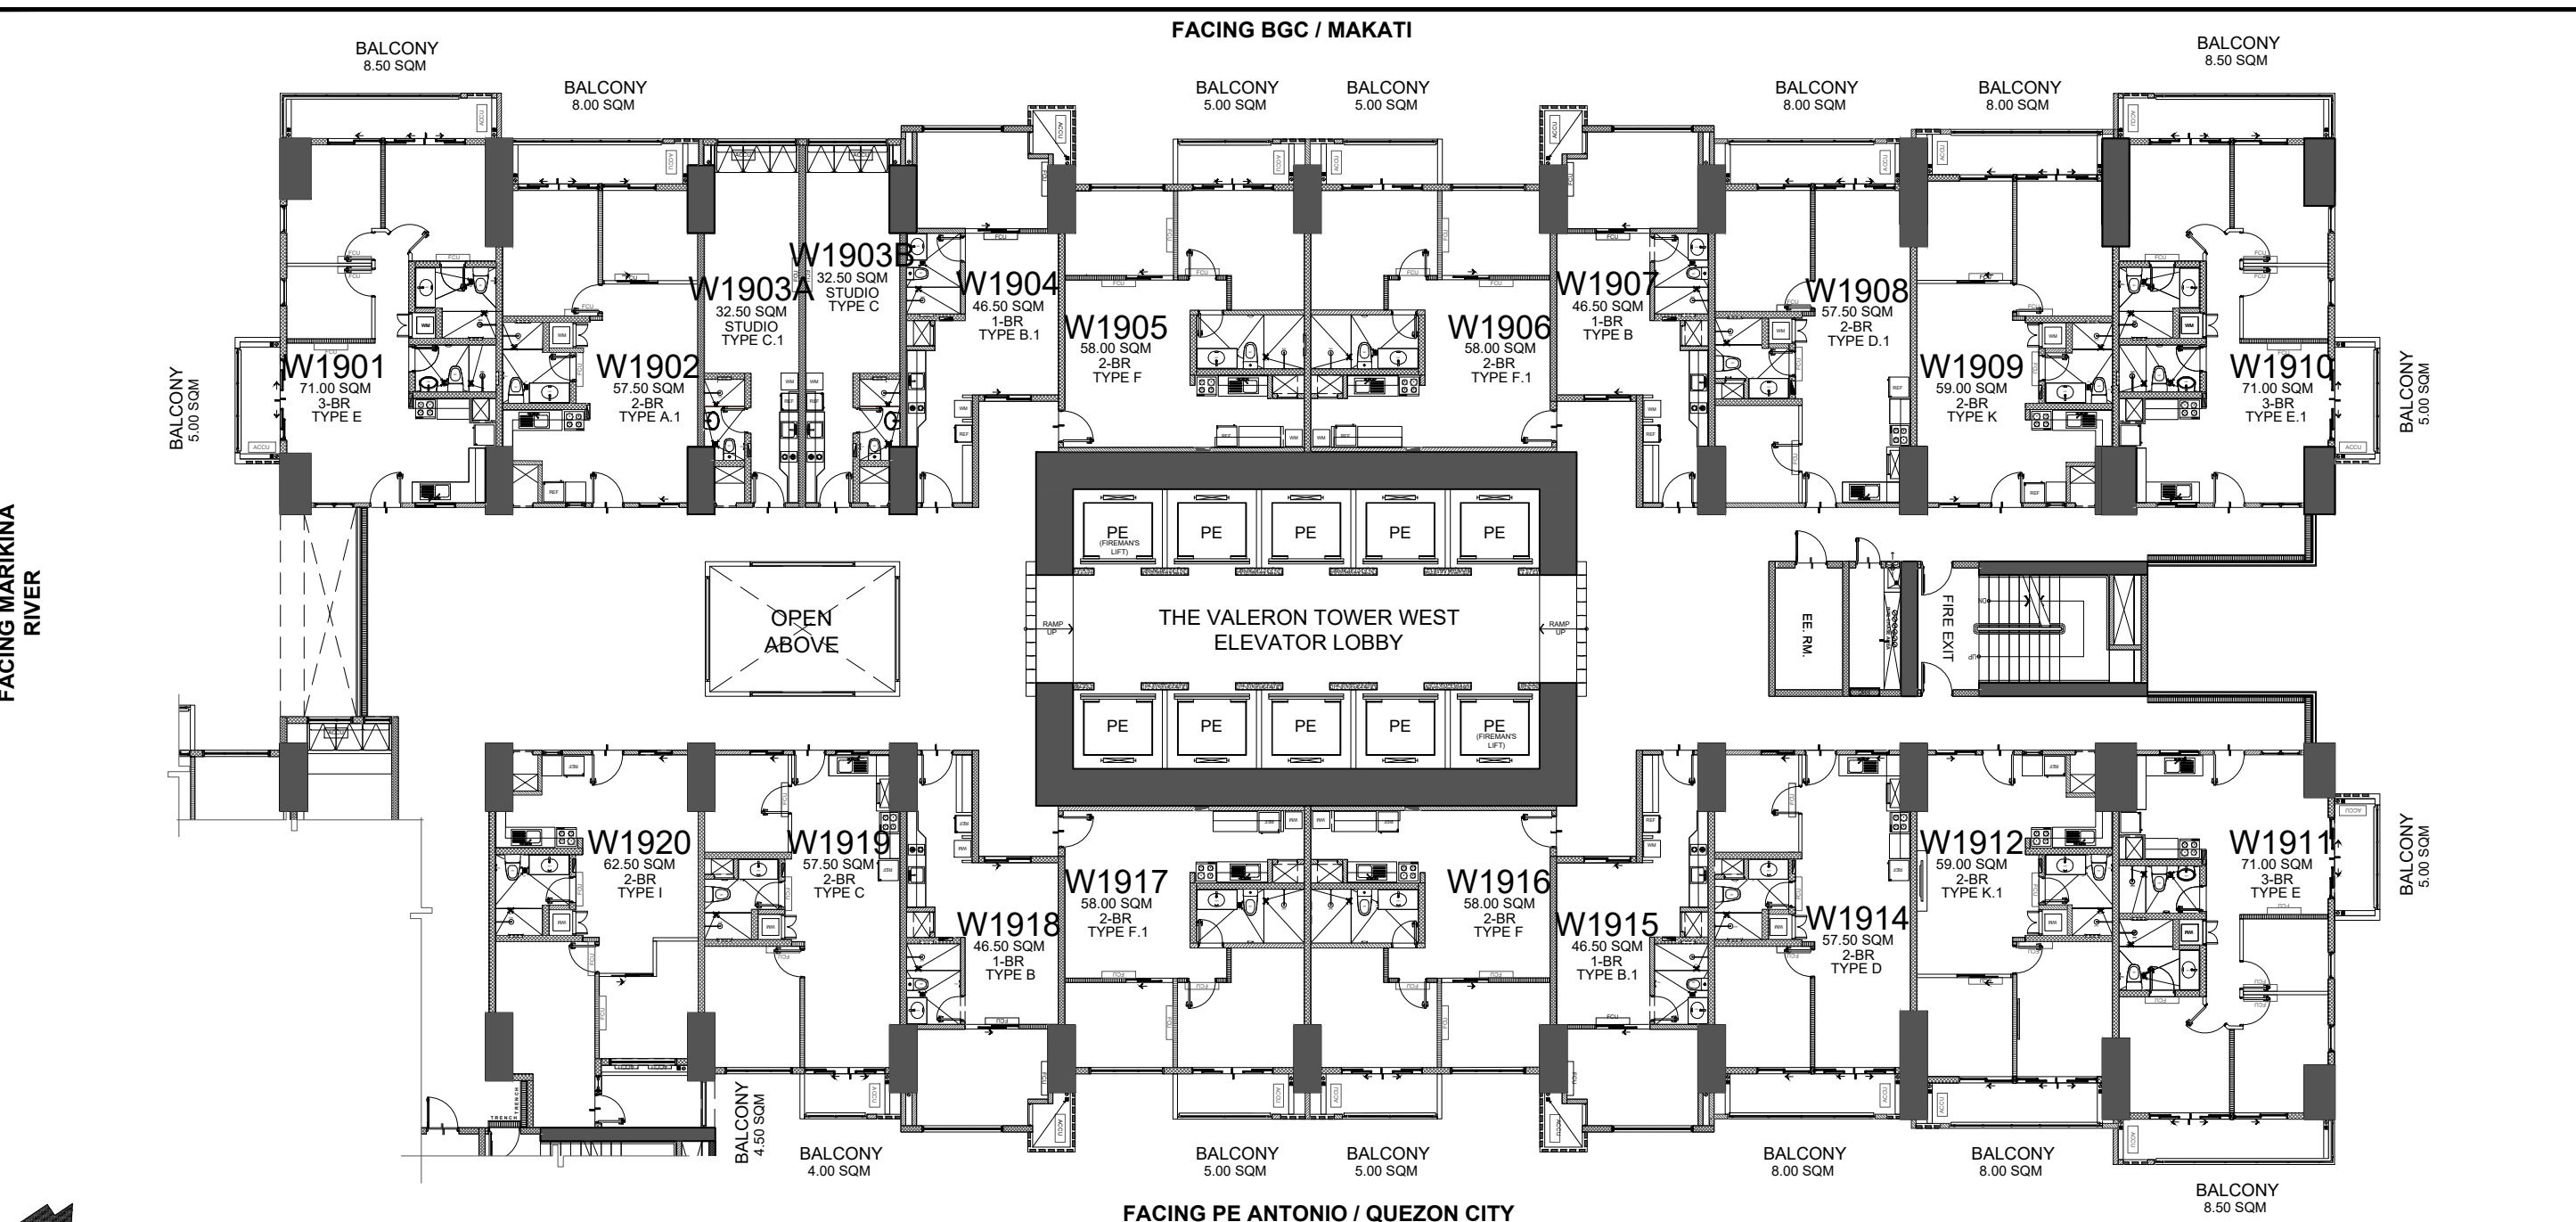 FACING BGC / MAKATI
BALCONY
8.50 SQM
BALCONY
8.00 SQM
BALCONY
5.00 SQM
BALCONY
5.00 SQM
BALCONY
8.00 SQM
BALCONY
8.00 SQM
BALCONY
8.50 SQM
W1901
71.00 SQM
3-BR
TYPE E
W1902
57.50 SQM
2-BR
TYPE A.1
W1903A
32.50 SQM
STUDIO
TYPE C.1
W1903B
32.50 SQM
STUDIO
TYPE C
W1904
46.50 SQM
1-BR
TYPE B.1
W1905
58.00 SQM
2-BR
TYPE F
W1906
58.00 SQM
2-BR
TYPE F.1
W1907
46.50 SQM
1-BR
TYPE B
W1908
57.50 SQM
2-BR
TYPE D.1
W1909
59.00 SQM
2-BR
TYPE K
W1910
71.00 SQM
3-BR
TYPE E.1
BALCONY
5.00 SQM
BALCONY
5.00 SQM
FACING MARIKINA
RIVER
PE
(FIREMAN'S
LIFT)
PE
PE
PE
PE
OPEN
ABOVE
RAMP
UP
THE VALERON TOWER WEST
ELEVATOR LOBBY
RAMP
UP
EE. RM.
FIRE EXIT
DN
UP
PE
PE
PE
PE
PE
(FIREMAN'S
LIFT)
W1920
62.50 SQM
2-BR
TYPE I
W1919
57.50 SQM
2-BR
TYPE C
W1918
46.50 SQM
1-BR
TYPE B
W1917
58.00 SQM
2-BR
TYPE F.1
W1916
58.00 SQM
2-BR
TYPE F
W1915
46.50 SQM
1-BR
TYPE B.1
W1914
57.50 SQM
2-BR
TYPE D
W1912
59.00 SQM
2-BR
TYPE K.1
W1911
71.00 SQM
3-BR
TYPE E
BALCONY
5.00 SQM
TRENCH
TRENCH
BALCONY
4.50 SQM
BALCONY
4.00 SQM
BALCONY
5.00 SQM
BALCONY
5.00 SQM
BALCONY
8.00 SQM
BALCONY
8.00 SQM
BALCONY
8.50 SQM
FACING PE ANTONIO / QUEZON CITY